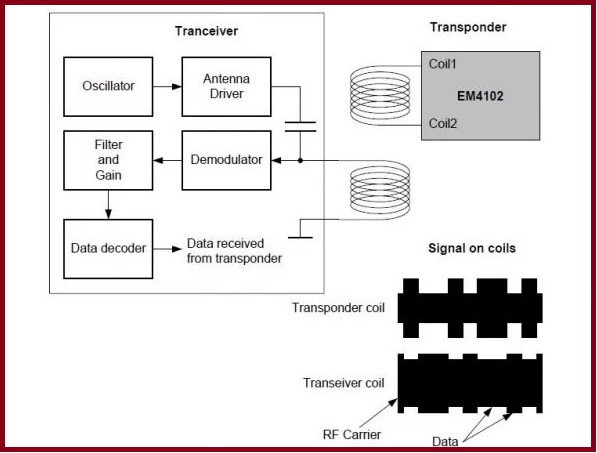 Tranceiver
Transponder
Oscillator
Antenna
Driver
Coil1
EM4102
Coil2
Filter
and
Gain
Demodulator
Data decoder
Data received
from transponder
Signal on coils
Transponder coil
Transeiver coil
RF Carrier
Data